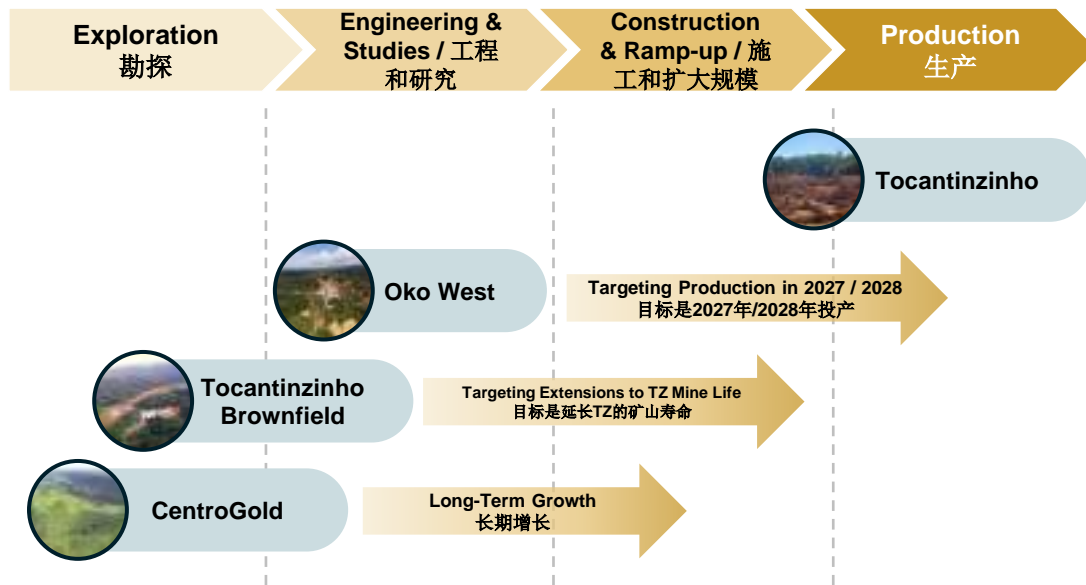 Exploration
勘探
Engineering &
Studies / 工程
和研究
Construction
& Ramp-up / 施
工和扩大规模
Production
生产
Tocantinzinho
Oko West
Targeting Production in 2027 / 2028
目标是2027年/2028年投产
Tocantinzinho
Brownfield
Targeting Extensions to TZ Mine Life
目标是延长TZ的矿山寿命
CentroGold
Long-Term Growth
长期增长